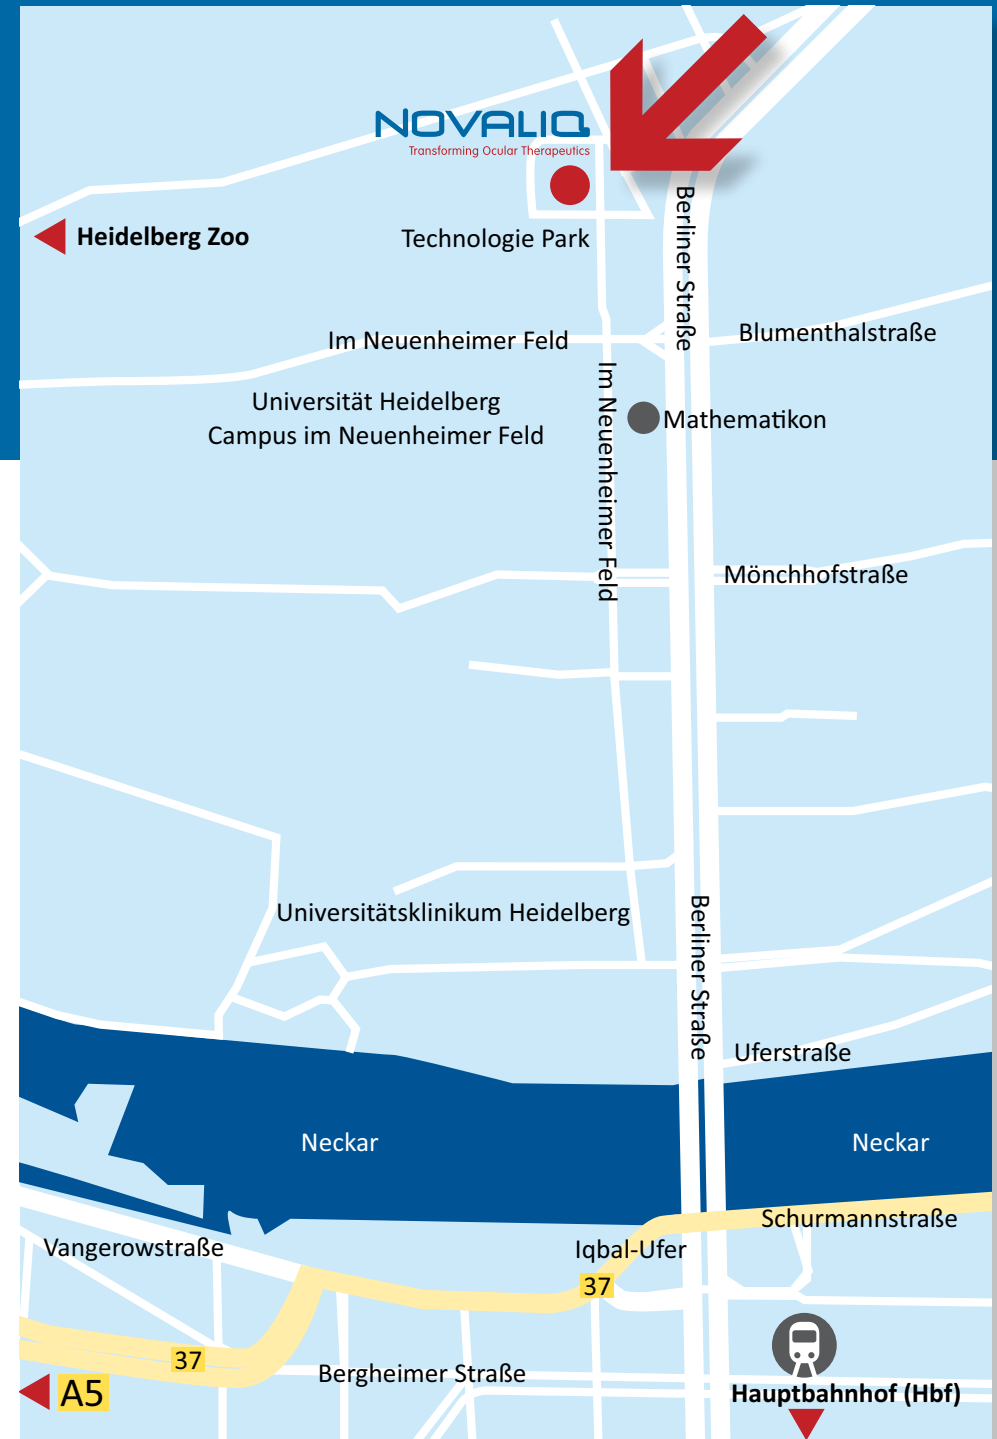 NOVALIQ
Transforming Ocular Therapeutics
Heidelberg Zoo
Technologie Park
Berliner Straße
Im Neuenheimer Feld
Blumenthalstraße
Im Neuenheimer Feld
Universität Heidelberg
Campus im Neuenheimer Feld
Mathematikon
Mönchhofstraße
Universitätsklinikum Heidelberg
Berliner Straße
Uferstraße
Neckar
Neckar
Schurmannstraße
Vangerowstraße
Iqbal-Ufer
37
37
Bergheimer Straße
A5
Hauptbahnhof (Hbf)